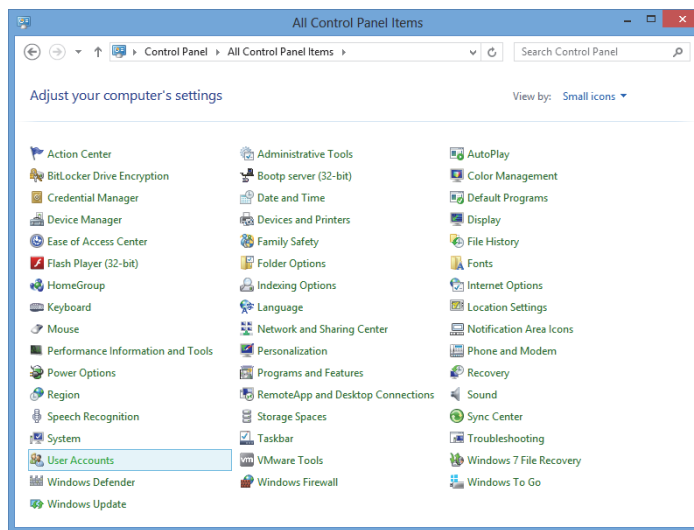 All Control Panel Items
Control Panel All Control Panel Items Search Control Panel
Adjust your computer's settings View by: Small icons
Action Center Administrative Tools AutoPlay
BitLocker Drive Encryption Bootp server (32-bit) Color Management
Credential Manager Date and Time Default Programs
Device Manager Devices and Printers Display
Ease of Access Center Family Safety File History
Flash Player (32-bit) Folder Options Fonts
HomeGroup Indexing Options Internet Options
Keyboard Language Location Settings
Mouse Network and Sharing Center Notification Area Icons
Performance Information and Tools Personalization Phone and Modem
Power Options Programs and Features Recovery
Region RemoteApp and Desktop Connections Sound
Speech Recognition Storage Spaces Sync Center
System Taskbar Troubleshooting
User Accounts vm VMware Tools Windows 7 File Recovery
Windows Defender Windows Firewall Windows To Go
Windows Update